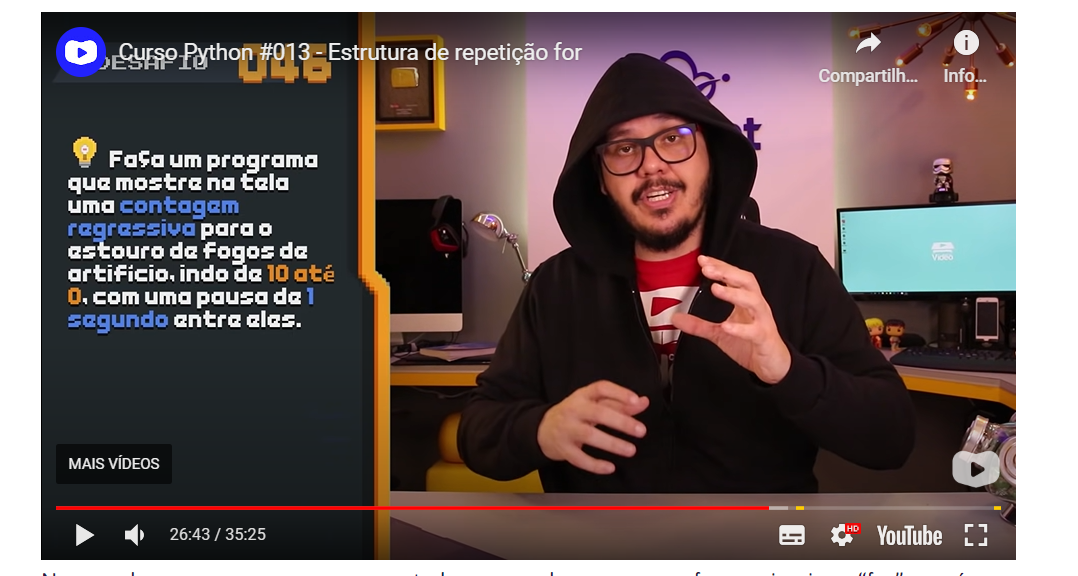 Curso Python #013 - Estrutura de repetição for
DESAFIO 046
Compartilh...
Info...
Faça um programa
que mostre na tela
uma contagem
regressiva para o
estouro de fogos de
artifício, indo de 10 até
0, com uma pausa de 1
segundo entre eles.
Vídeo
MAIS VÍDEOS
26:43 / 35:25
HD
YouTube